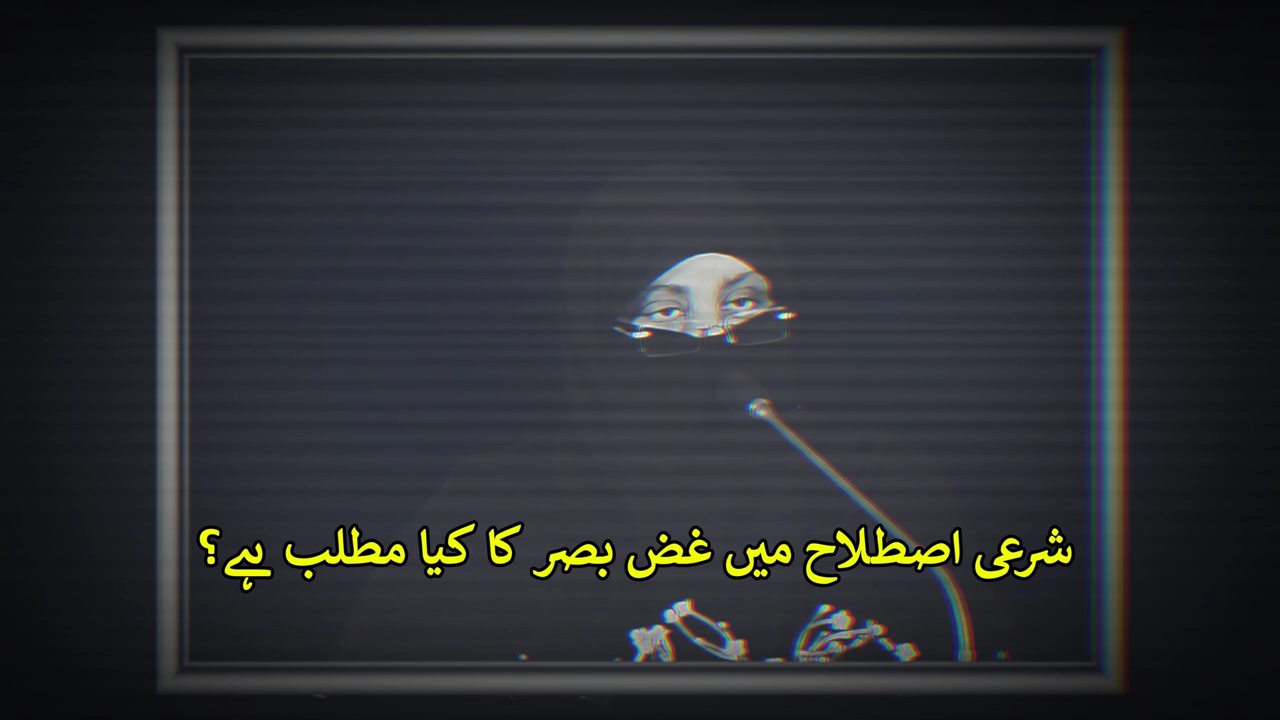 شرعی اصطلاح میں غض بصر کا کیا مطلب ہے؟